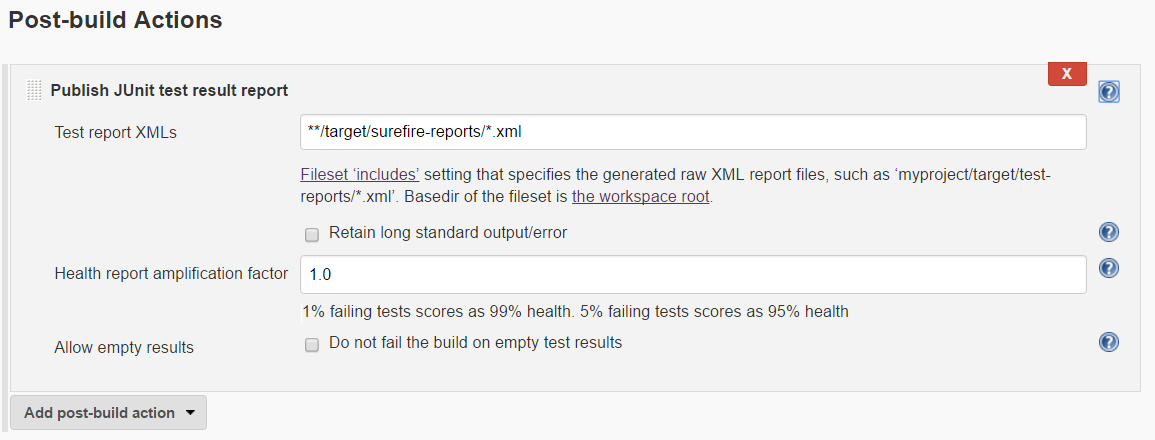 Post-build Actions
X
Publish JUnit test result report
?
Test report XMLs
**/target/surefire-reports/*.xml
Fileset ‘includes’ setting that specifies the generated raw XML report files, such as ‘myproject/target/test-
reports/*.xml’. Basedir of the fileset is the workspace root.
Retain long standard output/error
?
Health report amplification factor
1.0
?
1% failing tests scores as 99% health. 5% failing tests scores as 95% health
Allow empty results
Do not fail the build on empty test results
?
Add post-build action